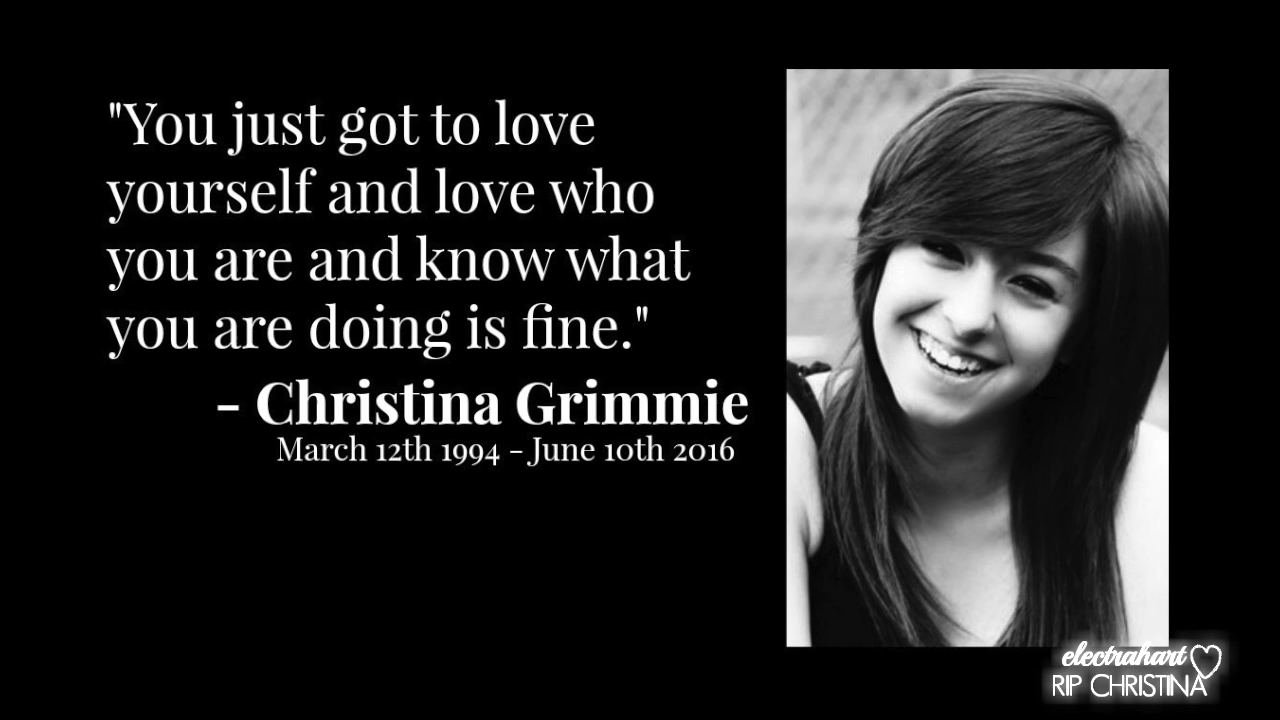 "You just got to love
yourself and love who
you are and know what
you are doing is fine."
- Christina Grimmie
March 12th 1994 - June 10th 2016
electrahart
RIP CHRISTINA